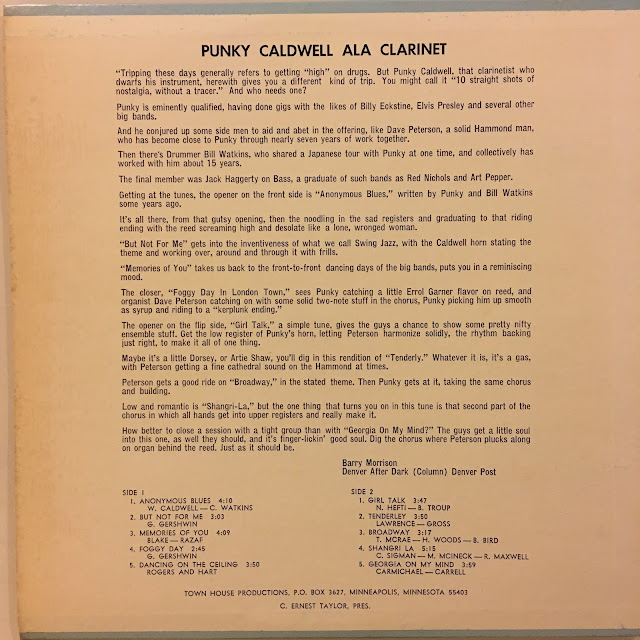 PUNKY CALDWELL ALA CLARINET
"Tripping these days generally refers to getting "high" on drugs. But Punky Caldwell, that clarinetist who
dwarfs his instrument, herewith gives you a different kind of trip. You might call it "10 straight shots of
nostalgia, without a tracer." And who needs one?
Punky is eminently qualified, having done gigs with the likes of Billy Eckstine, Elvis Presley and several other
big bands.
And he conjured up some side men to aid and abet in the offering, like Dave Peterson, a solid Hammond man,
who has become close to Punky through nearly seven years of work together.
Then there's Drummer Bill Watkins, who shared a Japanese tour with Punky at one time, and collectively has
worked with him about 15 years.
The final member was Jack Haggerty on Bass, a graduate of such bands as Red Nichols and Art Pepper.
Getting at the tunes, the opener on the front side is "Anonymous Blues," written by Punky and Bill Watkins
some years ago.
It's all there, from that gutsy opening, then the noodling in the sad registers and graduating to that riding
ending with the reed screaming high and desolate like a lone, wronged woman.
"But Not For Me" gets into the inventiveness of what we call Swing Jazz, with the Caldwell horn stating the
theme and working over, around and through it with frills.
"Memories of You" takes us back to the front-to-front dancing days of the big bands, puts you in a reminiscing
mood.
The closer, "Foggy Day In London Town," sees Punky catching a little Errol Garner flavor on reed, and
organist Dave Peterson catching on with some solid two-note stuff in the chorus, Punky picking him up smooth
as syrup and riding to a "kerplunk ending."
The opener on the flip side, "Girl Talk," a simple tune, gives the guys a chance to show some pretty nifty
ensemble stuff. Get the low register of Punky's horn, letting Peterson harmonize solidly, the rhythm backing
just right, to make it all of one thing.
Maybe it's a little Dorsey, or Artie Shaw, you'll dig in this rendition of "Tenderly." Whatever it is, it's a gas,
with Peterson getting a fine cathedral sound on the Hammond at times.
Peterson gets a good ride on "Broadway," in the stated theme. Then Punky gets at it, taking the same chorus
and building.
Low and romantic is "Shangri-La," but the one thing that turns you on in this tune is that second part of the
chorus in which all hands get into upper registers and really make it.
How better to close a session with a tight group than with "Georgia On My Mind?" The guys get a little soul
into this one, as well they should, and it's finger-lickin' good soul. Dig the chorus where Peterson plucks along
on organ behind the reed. Just as it should be.
Barry Morrison
Denver After Dark (Column) Denver Post
SIDE 1
1. ANONYMOUS BLUES 4:10
W. CALDWELL — C. WATKINS
2. BUT NOT FOR ME 3:03
G. GERSHWIN
3. MEMORIES OF YOU 4:09
BLAKE — RAZAF
4. FOGGY DAY 2:45
G. GERSHWIN
5. DANCING ON THE CEILING 3:50
ROGERS AND HART
SIDE 2
1. GIRL TALK 3:47
N. HEFTI — B. TROUP
2. TENDERLEY 3:50
LAWRENCE — GROSS
3. BROADWAY 3:17
T. MCRAE — H. WOODS — B. BIRD
4. SHANGRI LA 5:15
C. SIGMAN — M. MCINECK — R. MAXWELL
5. GEORGIA ON MY MIND 3:59
CARMICHAEL — CARRELL
TOWN HOUSE PRODUCTIONS, P.O. BOX 3627, MINNEAPOLIS, MINNESOTA 55403
C. ERNEST TAYLOR, PRES.